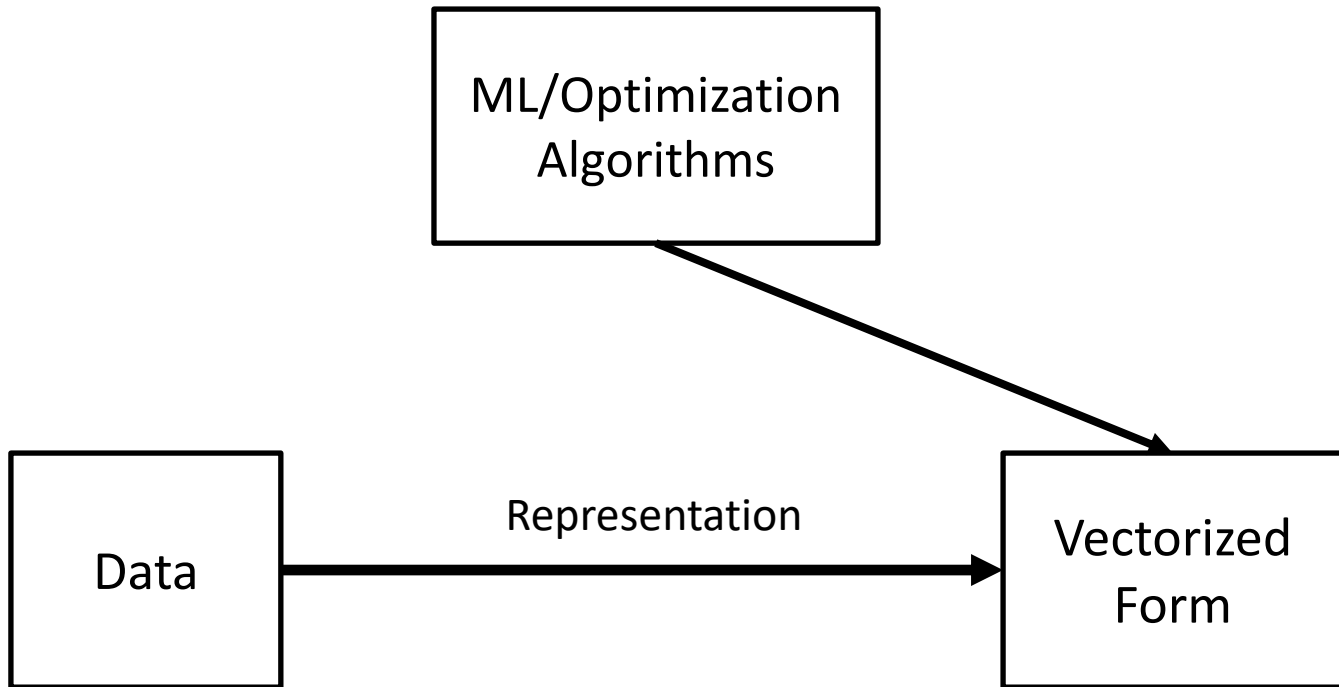 ML/Optimization
Algorithms
Representation
Data
Vectorized
Form